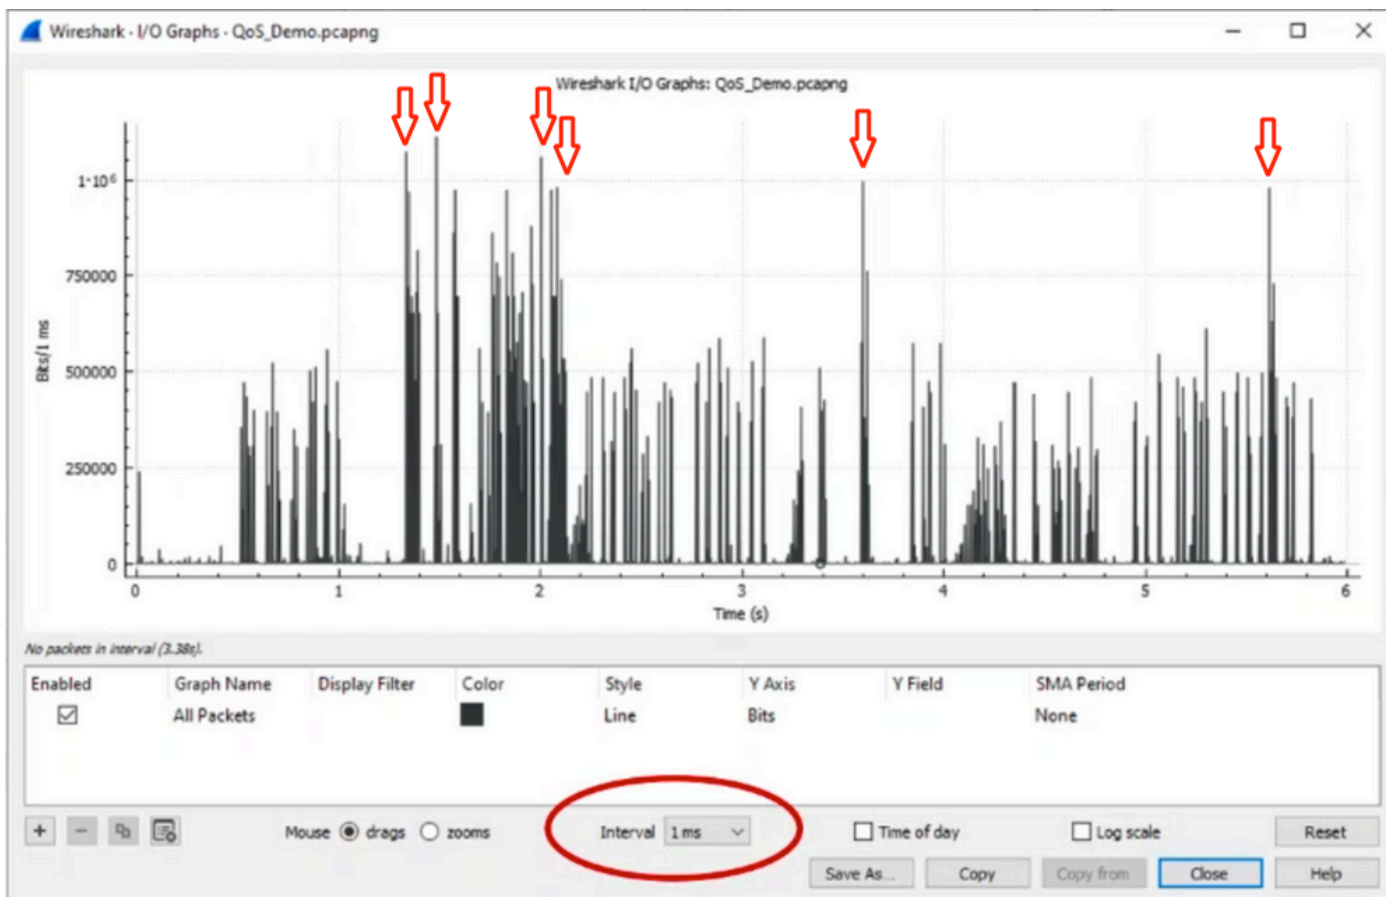 Wireshark · I/O Graphs · QoS_Demo.pcapng
Wireshark I/O Graphs: QoS_Demo.pcapng
1·10⁶
750000
500000
250000
0
Bits/1 ms
0 1 2 3 4 5 6
Time (s)
No packets in interval (3.38s).
Enabled Graph Name Display Filter Color Style Y Axis Y Field SMA Period
All Packets Line Bits None
Mouse drags zooms Interval 1 ms Time of day Log scale Reset
Save As... Copy Copy from Close Help